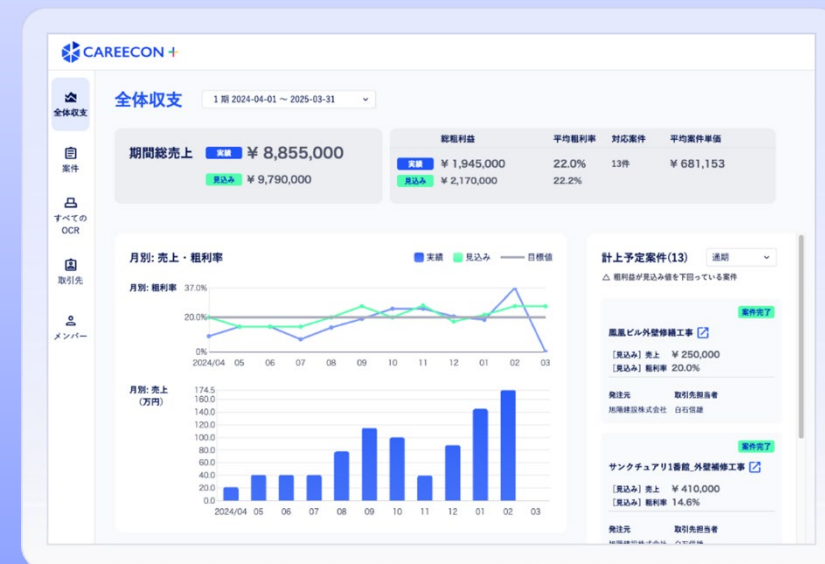 CAREECON +
全体収支
案件
すべての
OCR
取引先
メンバー
全体収支
1 期 2024-04-01 ~ 2025-03-31
期間総売上
実績
¥ 8,855,000
見込み
¥ 9,790,000
総粗利益
平均粗利率
対応案件
平均案件単価
実績
¥ 1,945,000
22.0%
13件
¥ 681,153
見込み
¥ 2,170,000
22.2%
月別: 売上・粗利率
実績
見込み
目標値
月別: 粗利率
37.0%
20.0%
0%
2024/04 05 06 07 08 09 10 11 12 01 02 03
月別: 売上
(万円)
174.5
160.0
140.0
120.0
100.0
80.0
60.0
40.0
20.0
0.0
2024/04 05 06 07 08 09 10 11 12 01 02 03
計上予定案件(13)
通期
△ 粗利益が見込み値を下回っている案件
案件完了
鳳凰ビル外壁修繕工事
[見込み] 売上 ¥ 250,000
[見込み] 粗利率 20.0%
発注元 取引先担当者
旭陽建設株式会社 白石信雄
案件完了
サンクチュアリ1番館_外壁補修工事
[見込み] 売上 ¥ 410,000
[見込み] 粗利率 14.6%
発注元 取引先担当者